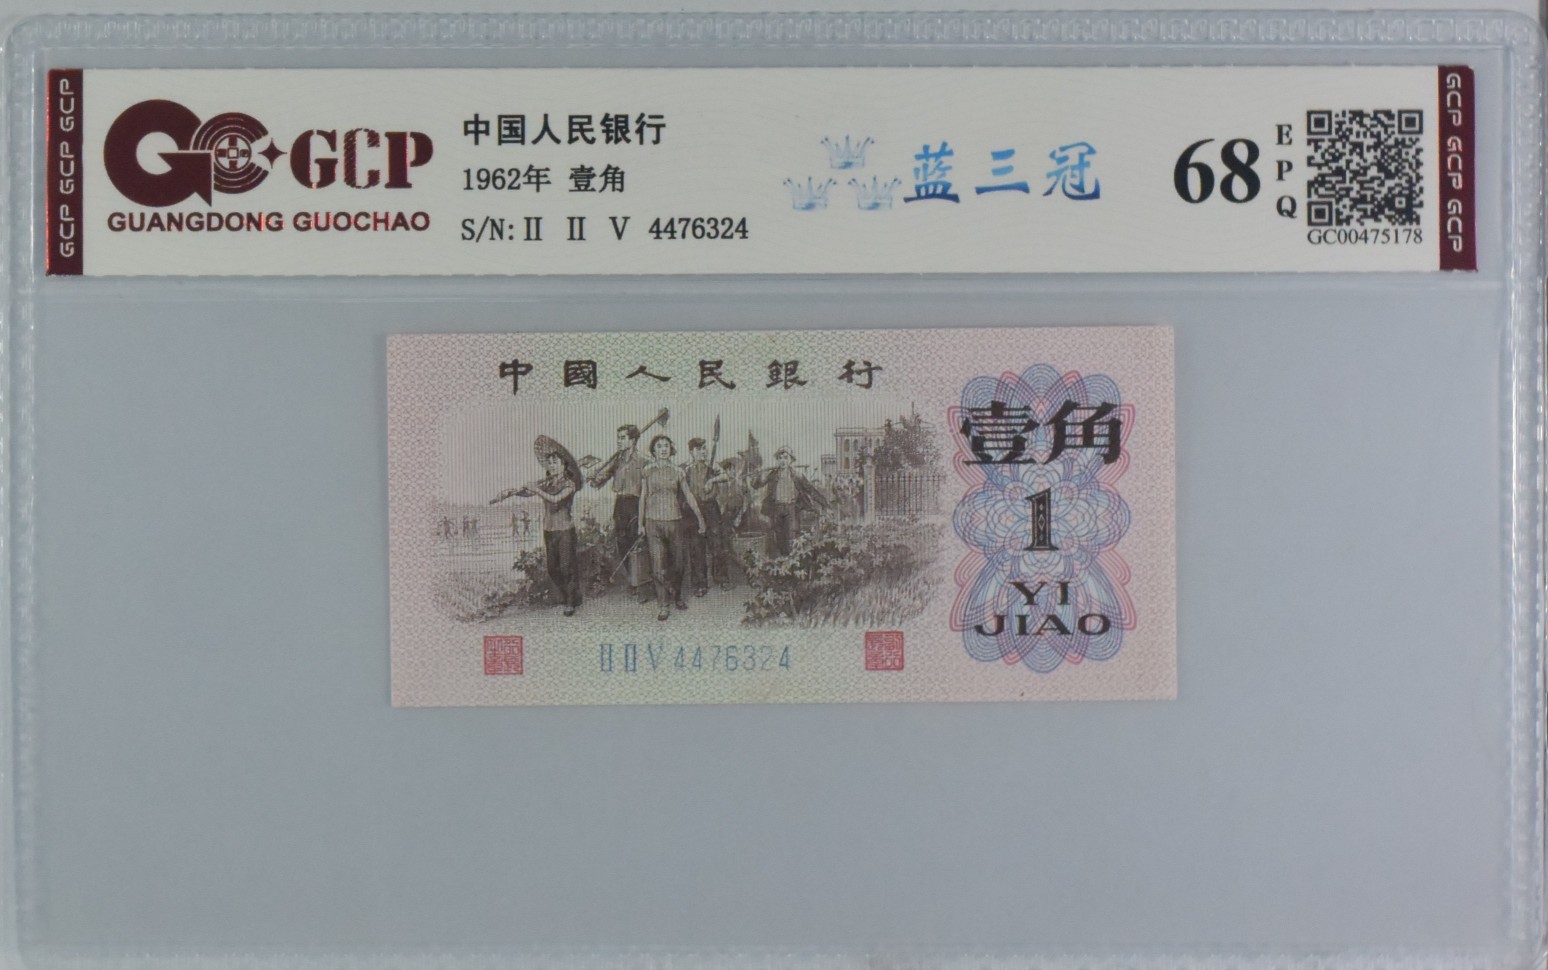 GCP GCP GCP
GCP
GUANGDONG GUOCHAO
中国人民银行
1962年 壹角
S/N: II II V 4476324
蓝三冠
68
EPQ
GC00475178
GCP GCP GCP
中國人民銀行
壹角
1
YI
JIAO
II II V 4476324